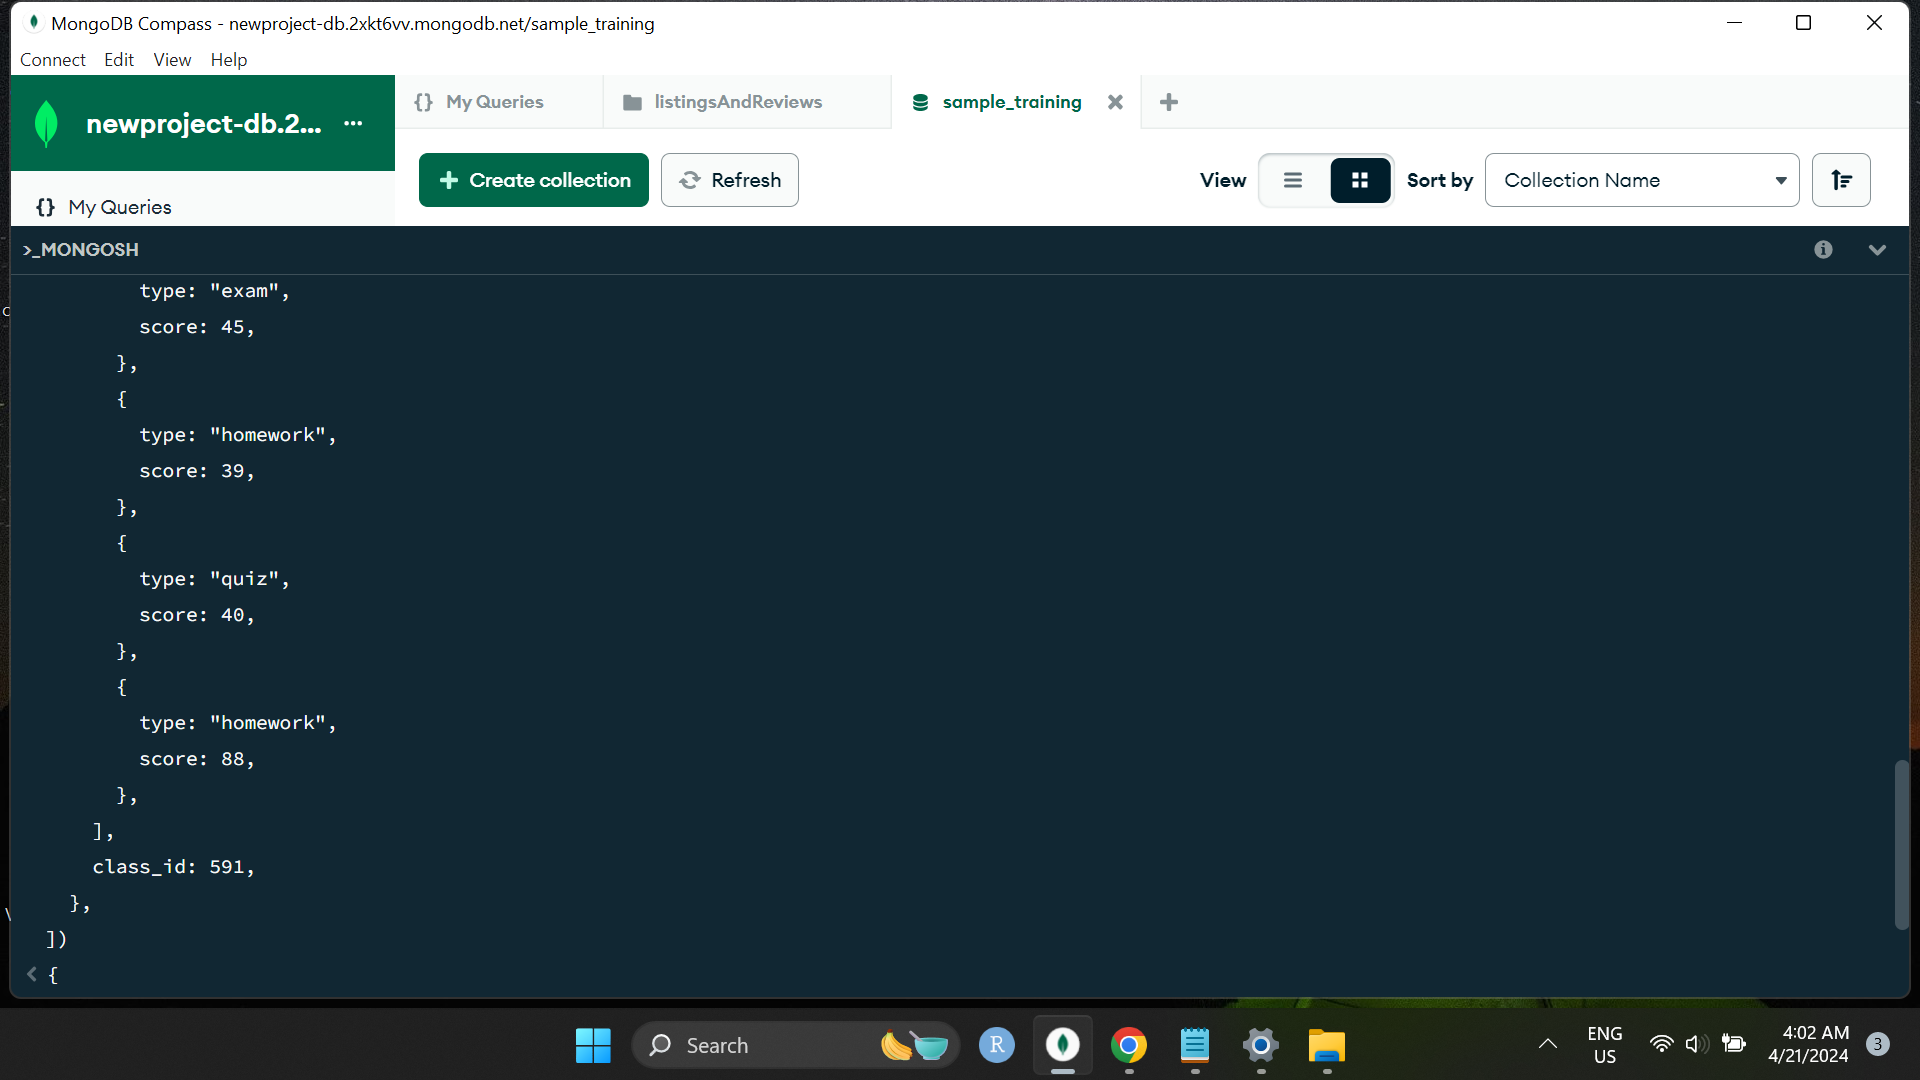 MongoDB Compass - newproject-db.2xkt6vv.mongodb.net/sample_training
Connect Edit View Help
newproject-db.2... ...
{} My Queries
listingsAndReviews
sample_training
+ Create collection
Refresh
View
Sort by
Collection Name
{} My Queries
>_MONGOSH
type: "exam",
score: 45,
},
{
type: "homework",
score: 39,
},
{
type: "quiz",
score: 40,
},
{
type: "homework",
score: 88,
},
],
class_id: 591,
},
])
< {
Search
R
ENG
US
4:02 AM
4/21/2024
3